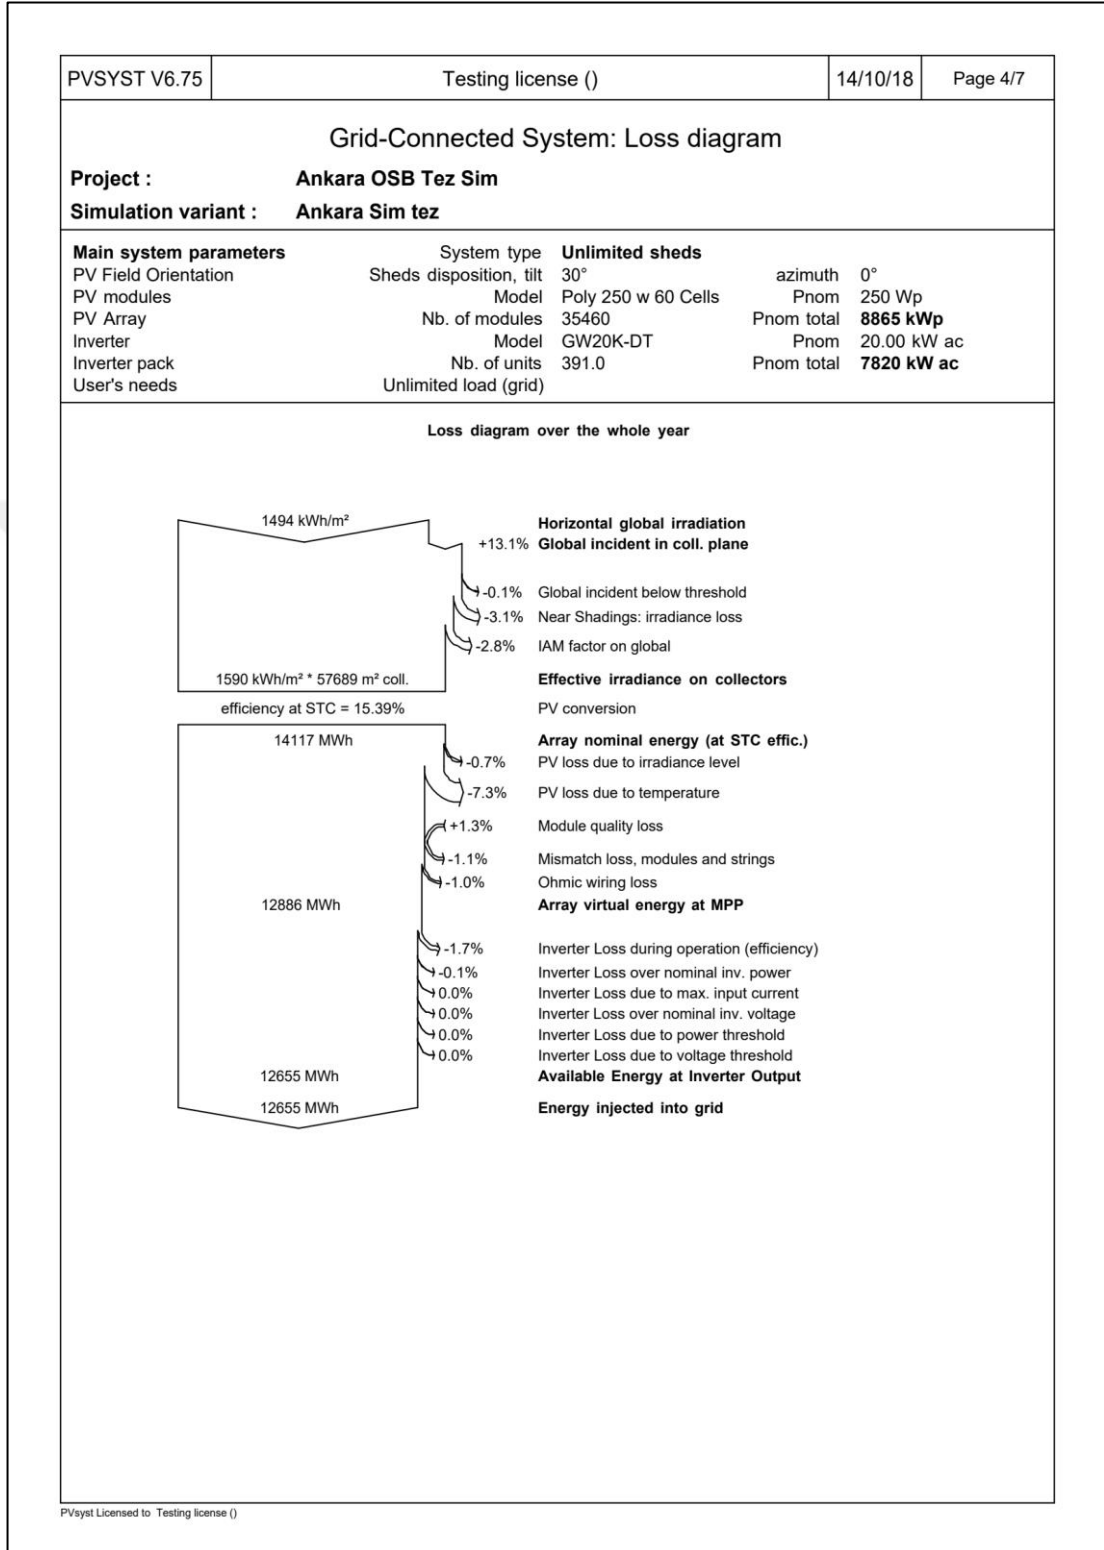 PVSYST V6.75 Testing license () 14/10/18 Page 4/7
Grid-Connected System: Loss diagram
Project : Ankara OSB Tez Sim
Simulation variant : Ankara Sim tez
Main system parameters System type Unlimited sheds
PV Field Orientation Sheds disposition, tilt 30° azimuth 0°
PV modules Model Poly 250 w 60 Cells Pnom 250 Wp
PV Array Nb. of modules 35460 Pnom total 8865 kWp
Inverter Model GW20K-DT Pnom 20.00 kW ac
Inverter pack Nb. of units 391.0 Pnom total 7820 kW ac
User's needs Unlimited load (grid)
Loss diagram over the whole year
1494 kWh/m² Horizontal global irradiation
+13.1% Global incident in coll. plane
-0.1% Global incident below threshold
-3.1% Near Shadings: irradiance loss
-2.8% IAM factor on global
1590 kWh/m² * 57689 m² coll. Effective irradiance on collectors
efficiency at STC = 15.39% PV conversion
14117 MWh Array nominal energy (at STC effic.)
-0.7% PV loss due to irradiance level
-7.3% PV loss due to temperature
+1.3% Module quality loss
-1.1% Mismatch loss, modules and strings
-1.0% Ohmic wiring loss
12886 MWh Array virtual energy at MPP
-1.7% Inverter Loss during operation (efficiency)
-0.1% Inverter Loss over nominal inv. power
0.0% Inverter Loss due to max. input current
0.0% Inverter Loss over nominal inv. voltage
0.0% Inverter Loss due to power threshold
0.0% Inverter Loss due to voltage threshold
12655 MWh Available Energy at Inverter Output
12655 MWh Energy injected into grid
PVsyst Licensed to Testing license ()